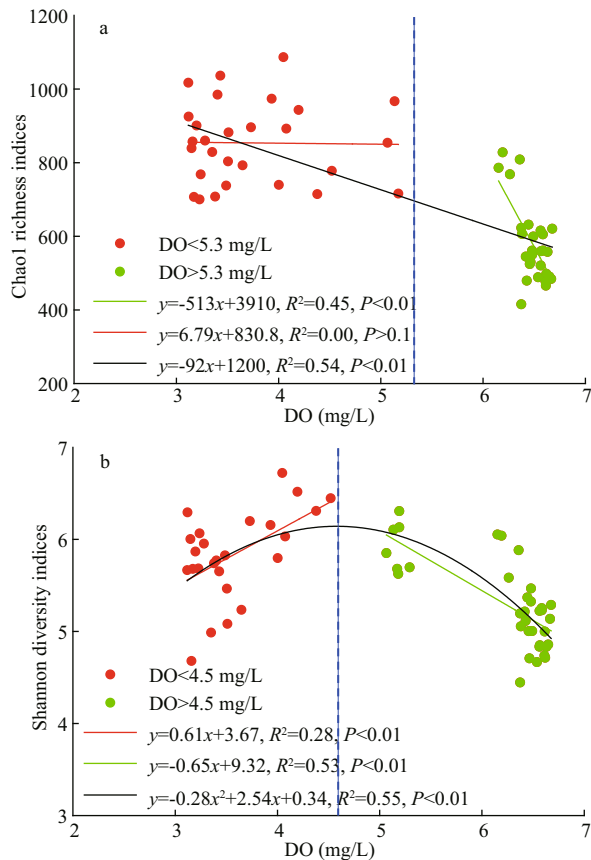 a
1200
1000
800
600
400
200
Chao1 richness indices
DO<5.3 mg/L
DO>5.3 mg/L
y=-513x+3910, R²=0.45, P<0.01
y=6.79x+830.8, R²=0.00, P>0.1
y=-92x+1200, R²=0.54, P<0.01
2 3 4 5 6 7
DO (mg/L)
b
7
6
5
4
3
Shannon diversity indices
DO<4.5 mg/L
DO>4.5 mg/L
y=0.61x+3.67, R²=0.28, P<0.01
y=-0.65x+9.32, R²=0.53, P<0.01
y=-0.28x²+2.54x+0.34, R²=0.55, P<0.01
2 3 4 5 6 7
DO (mg/L)